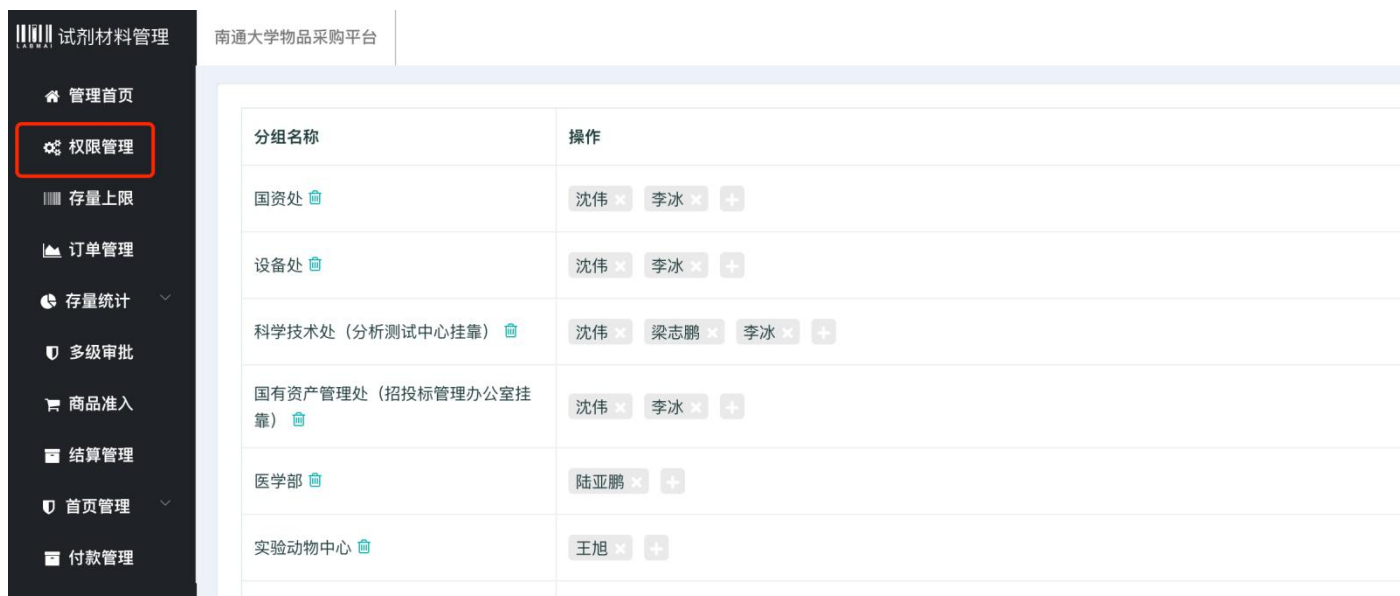 LABMAI 试剂材料管理
南通大学物品采购平台
管理首页
权限管理
存量上限
订单管理
存量统计
多级审批
商品准入
结算管理
首页管理
付款管理
分组名称 操作
国资处 沈伟 李冰
设备处 沈伟 李冰
科学技术处（分析测试中心挂靠） 沈伟 梁志鹏 李冰
国有资产管理处（招投标管理办公室挂
靠） 沈伟 李冰
医学部 陆亚鹏
实验动物中心 王旭